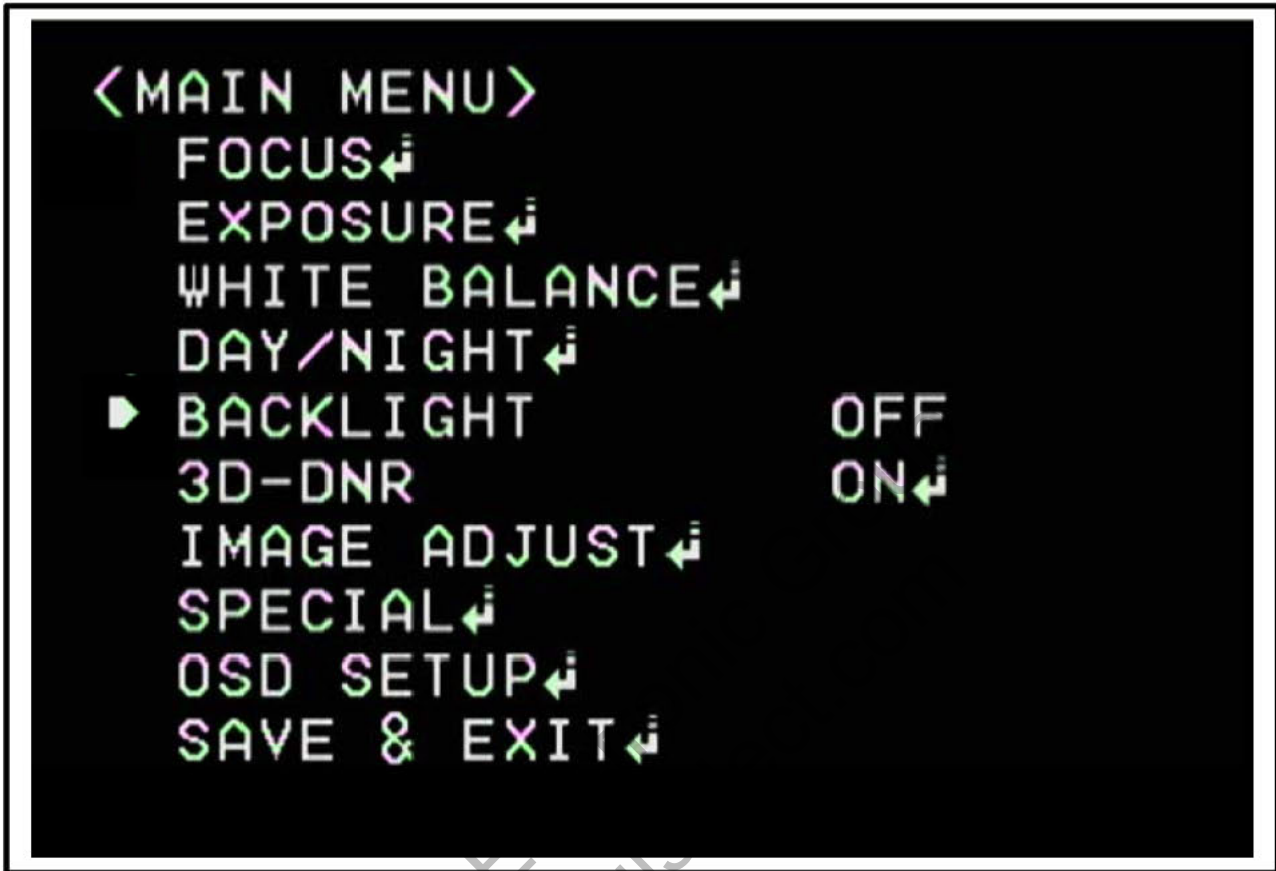 <MAIN MENU>
FOCUS↲
EXPOSURE↲
WHITE BALANCE↲
DAY/NIGHT↲
BACKLIGHT OFF
3D-DNR ON↲
IMAGE ADJUST↲
SPECIAL↲
OSD SETUP↲
SAVE & EXIT↲